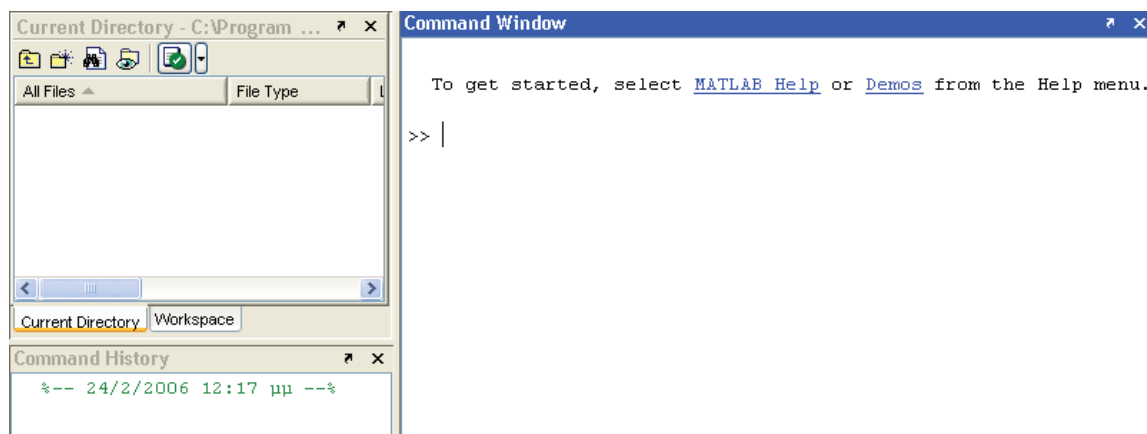 Current Directory - C:\Program ...
All Files
File Type
L
Current Directory
Workspace
Command History
%-- 24/2/2006 12:17 μμ --%
Command Window
To get started, select MATLAB Help or Demos from the Help menu.
>>